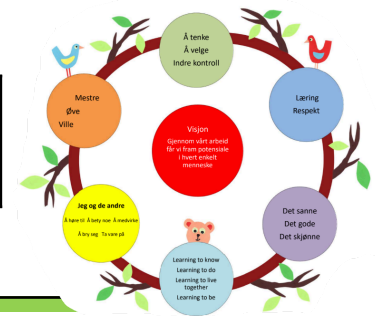 Å tenke
Å velge
Indre kontroll
Mestre
Øve
Ville
Læring
Respekt
Visjon
Gjennom vårt arbeid
får vi fram potensiale
i hvert enkelt
menneske
Jeg og de andre
Å høre til Å bety noe Å medvirke
Å bry seg Ta vare på
Det sanne
Det gode
Det skjønne
Learning to know
Learning to do
Learning to live
together
Learning to be